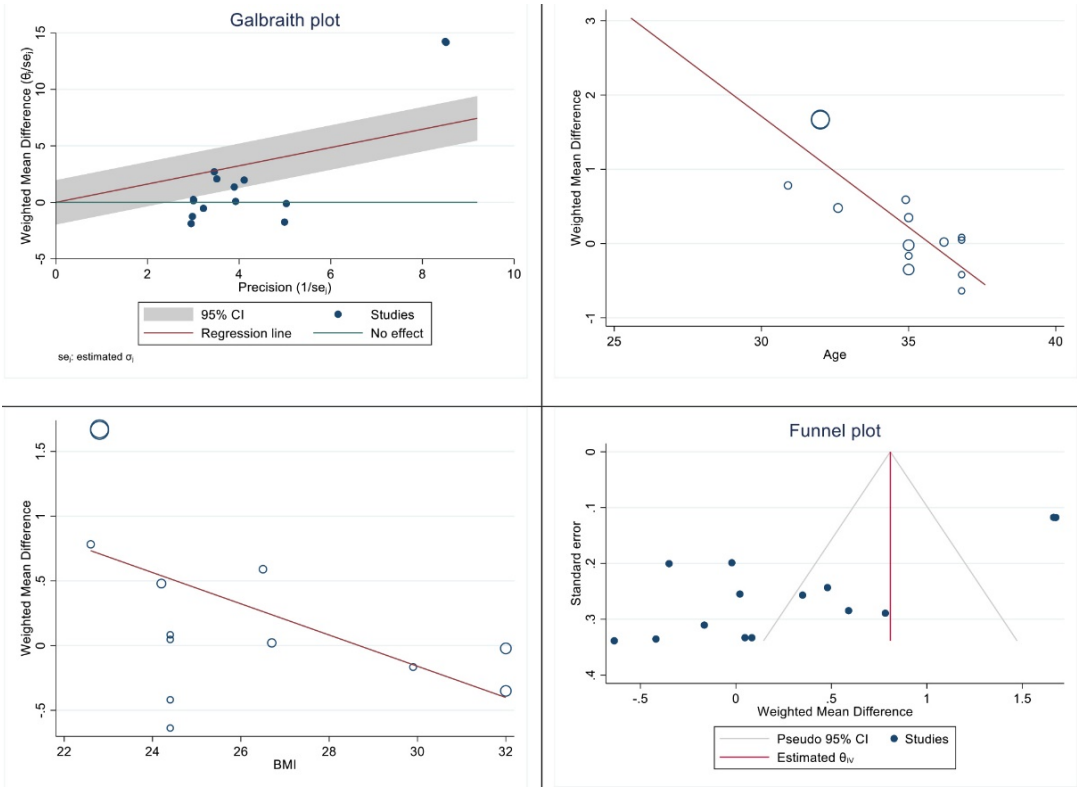 Galbraith plot
Weighted Mean Difference (θj/sej)
15
10
5
0
-5
0 2 4 6 8 10
Precision (1/sej)
95% CI Studies
Regression line No effect
sej: estimated σi
Weighted Mean Difference
3
2
1
0
-1
25 30 35 40
Age
Weighted Mean Difference
1.5
1
.5
0
-.5
22 24 26 28 30 32
BMI
Funnel plot
Standard error
0
.1
.2
.3
.4
-.5 0 .5 1 1.5
Weighted Mean Difference
Pseudo 95% CI Studies
Estimated θIV